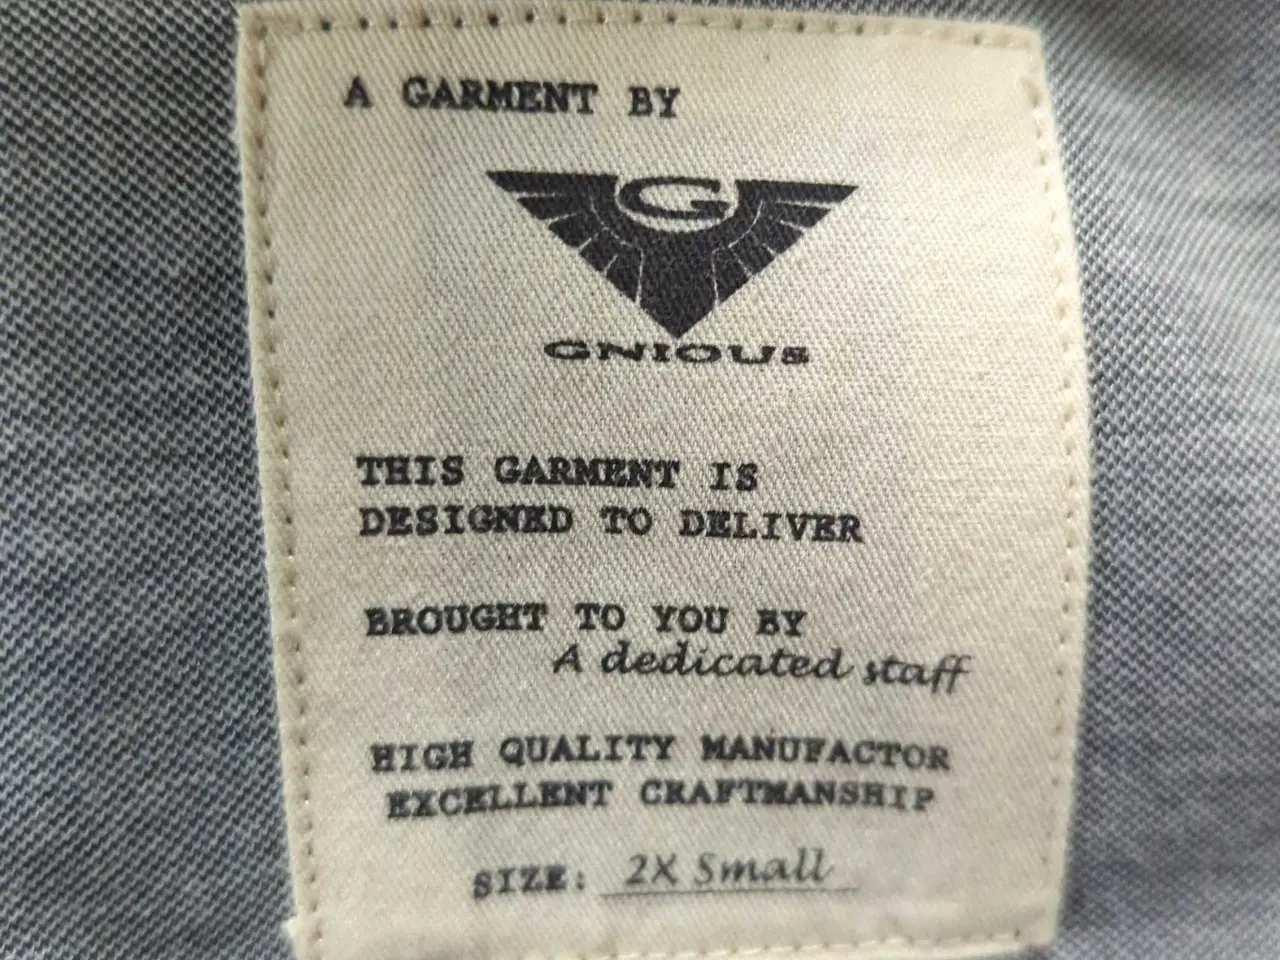 A GARMENT BY
G
GNIOUS
THIS GARMENT IS
DESIGNED TO DELIVER
BROUGHT TO YOU BY
A dedicated staff
HIGH QUALITY MANUFACTOR
EXCELLENT CRAFTMANSHIP
SIZE: 2X Small